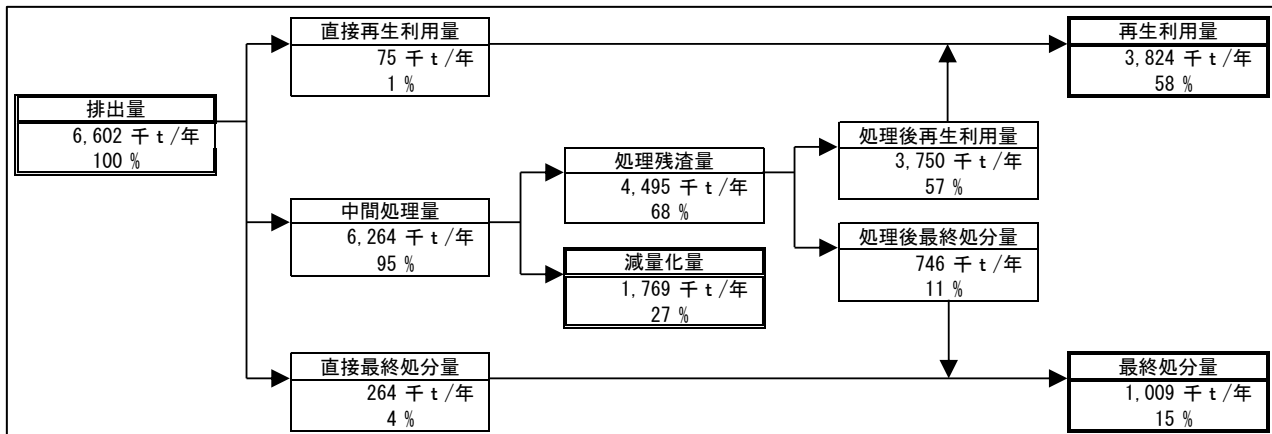 直接再生利用量
75 千ｔ/年
1 %
再生利用量
3,824 千ｔ/年
58 %
排出量
6,602 千ｔ/年
100 %
処理残渣量
4,495 千ｔ/年
68 %
処理後再生利用量
3,750 千ｔ/年
57 %
中間処理量
6,264 千ｔ/年
95 %
減量化量
1,769 千ｔ/年
27 %
処理後最終処分量
746 千ｔ/年
11 %
直接最終処分量
264 千ｔ/年
4 %
最終処分量
1,009 千ｔ/年
15 %